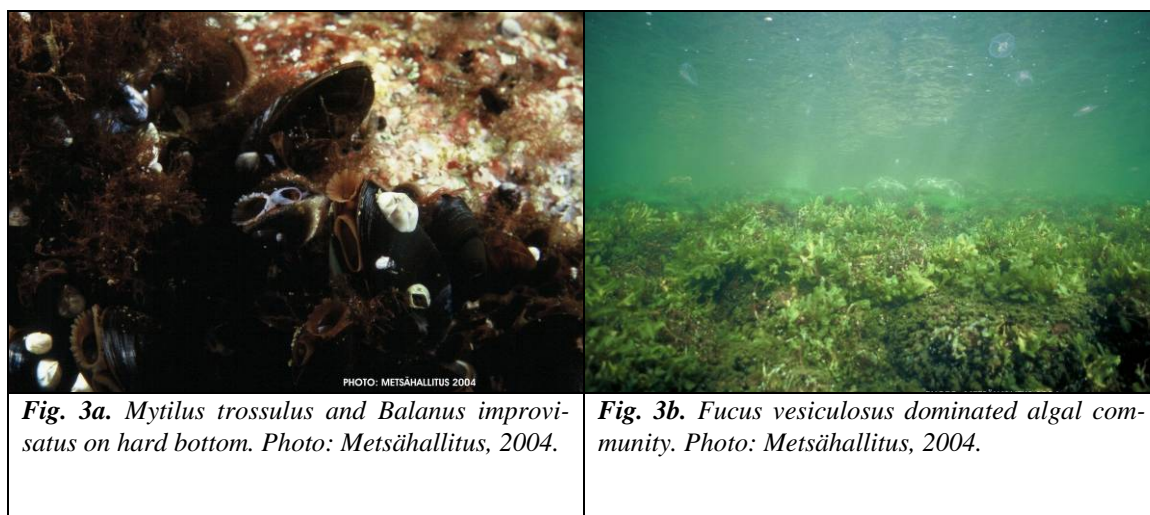 PHOTO: METSÄHALLITUS 2004
Fig. 3a. Mytilus trossulus and Balanus improvi-
satus on hard bottom. Photo: Metsähallitus, 2004.
Fig. 3b. Fucus vesiculosus dominated algal com-
munity. Photo: Metsähallitus, 2004.